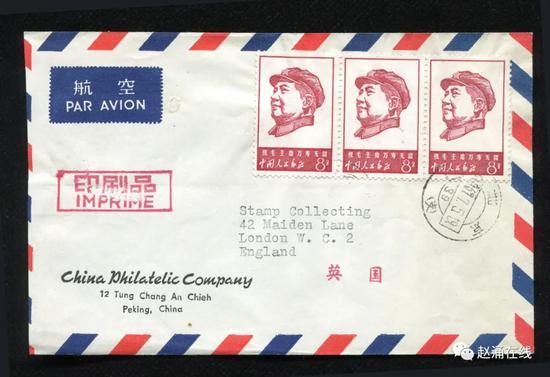 航空
PAR AVION
印刷品
IMPRIME
祝毛主席万寿无疆
中国人民邮政 8分
祝毛主席万寿无疆
中国人民邮政 8分
祝毛主席万寿无疆
中国人民邮政 8分
Stamp Collecting
42 Maiden Lane
London W. C. 2
England
英国
China Philatelic Company
12 Tung Chang An Chieh
Peking, China
赵涌在线